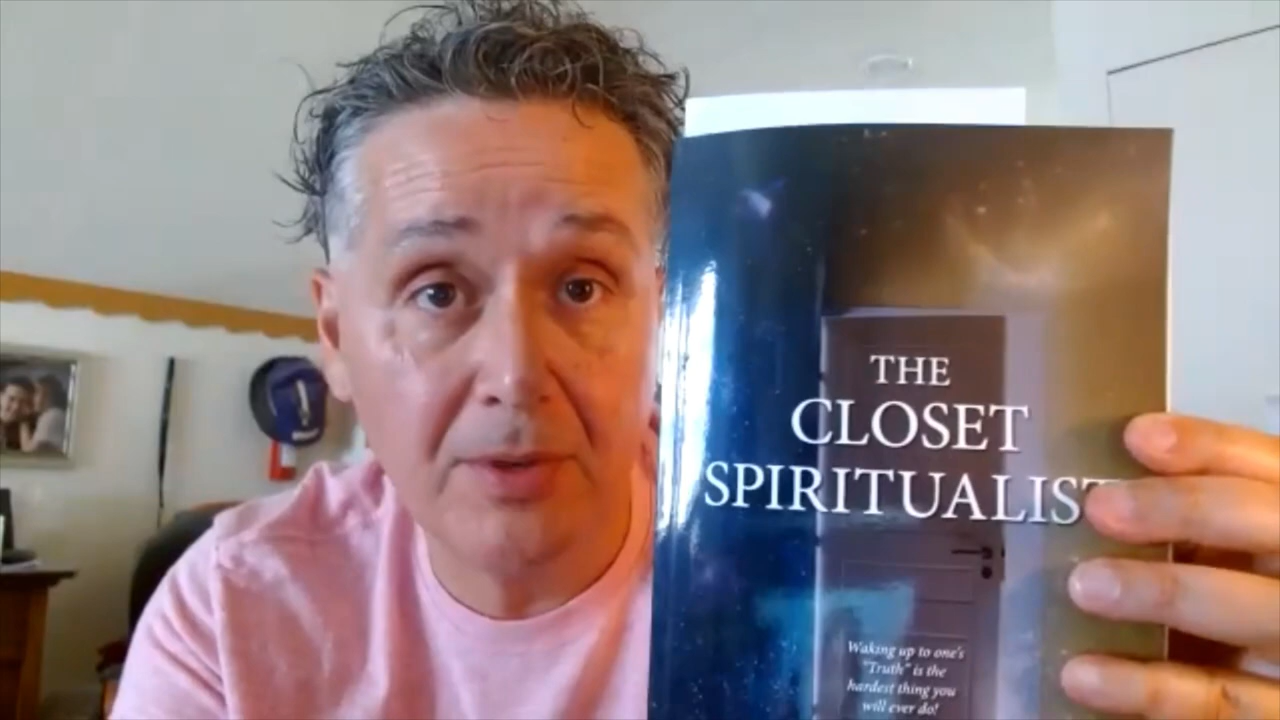 THE
CLOSET
SPIRITUALIST
Waking up to one's
"Truth" is the
hardest thing you
will ever do!